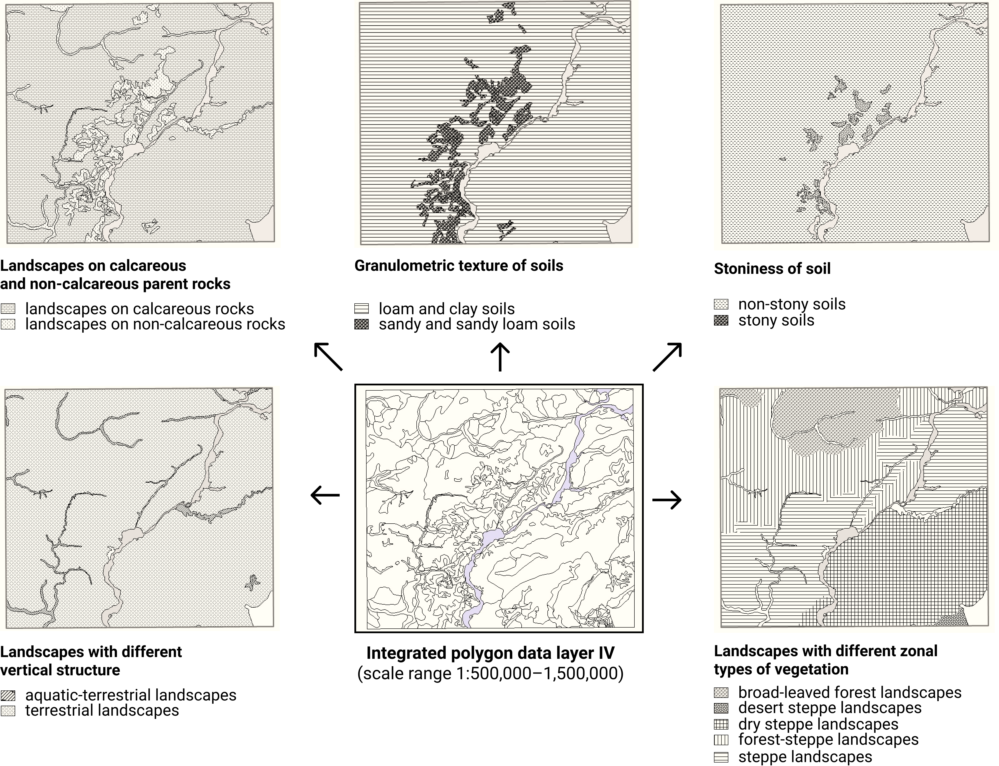 Landscapes on calcareous
and non-calcareous parent rocks
landscapes on calcareous rocks
landscapes on non-calcareous rocks
Granulometric texture of soils
loam and clay soils
sandy and sandy loam soils
Stoniness of soil
non-stony soils
stony soils
Landscapes with different
vertical structure
aquatic-terrestrial landscapes
terrestrial landscapes
Integrated polygon data layer IV
(scale range 1:500,000–1,500,000)
Landscapes with different zonal
types of vegetation
broad-leaved forest landscapes
desert steppe landscapes
dry steppe landscapes
forest-steppe landscapes
steppe landscapes